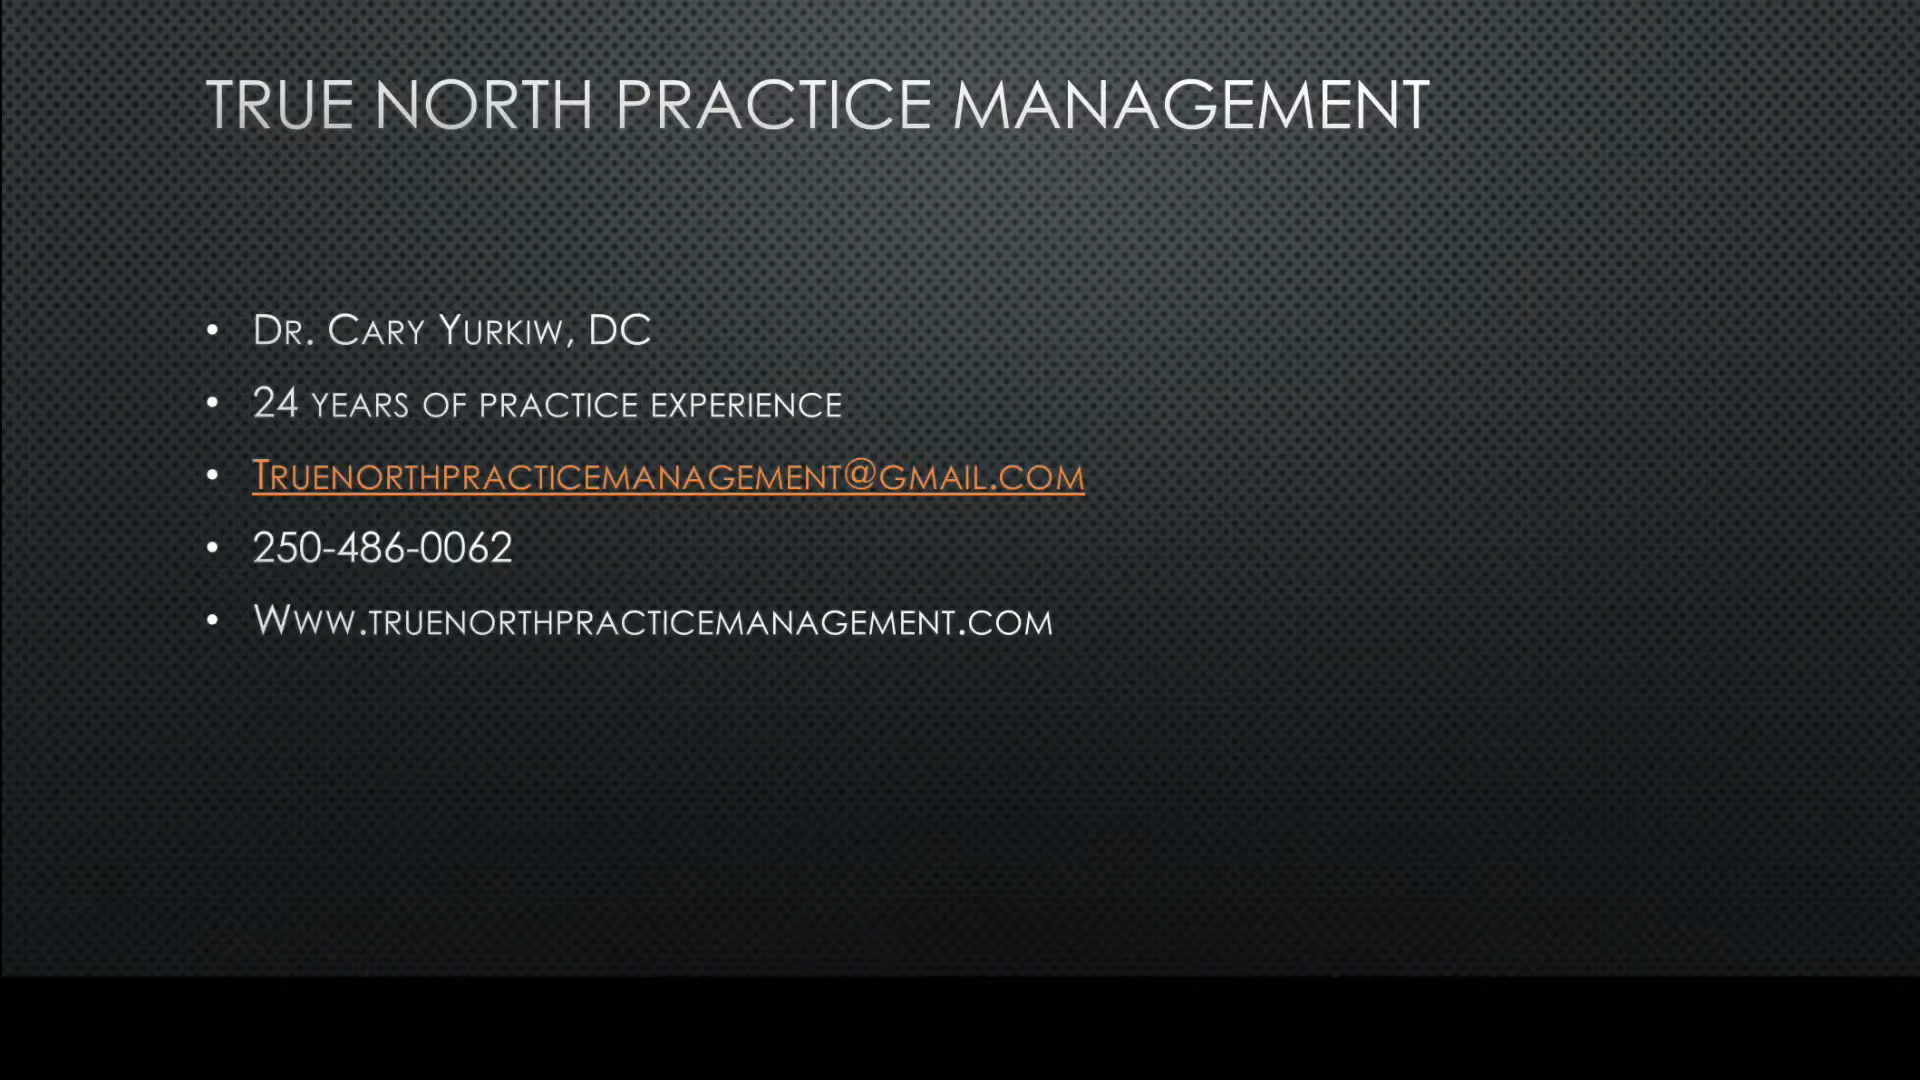 TRUE NORTH PRACTICE MANAGEMENT
• Dr. Cary Yurkiw, DC
• 24 years of practice experience
• Truenorthpracticemanagement@gmail.com
• 250-486-0062
• Www.truenorthpracticemanagement.com